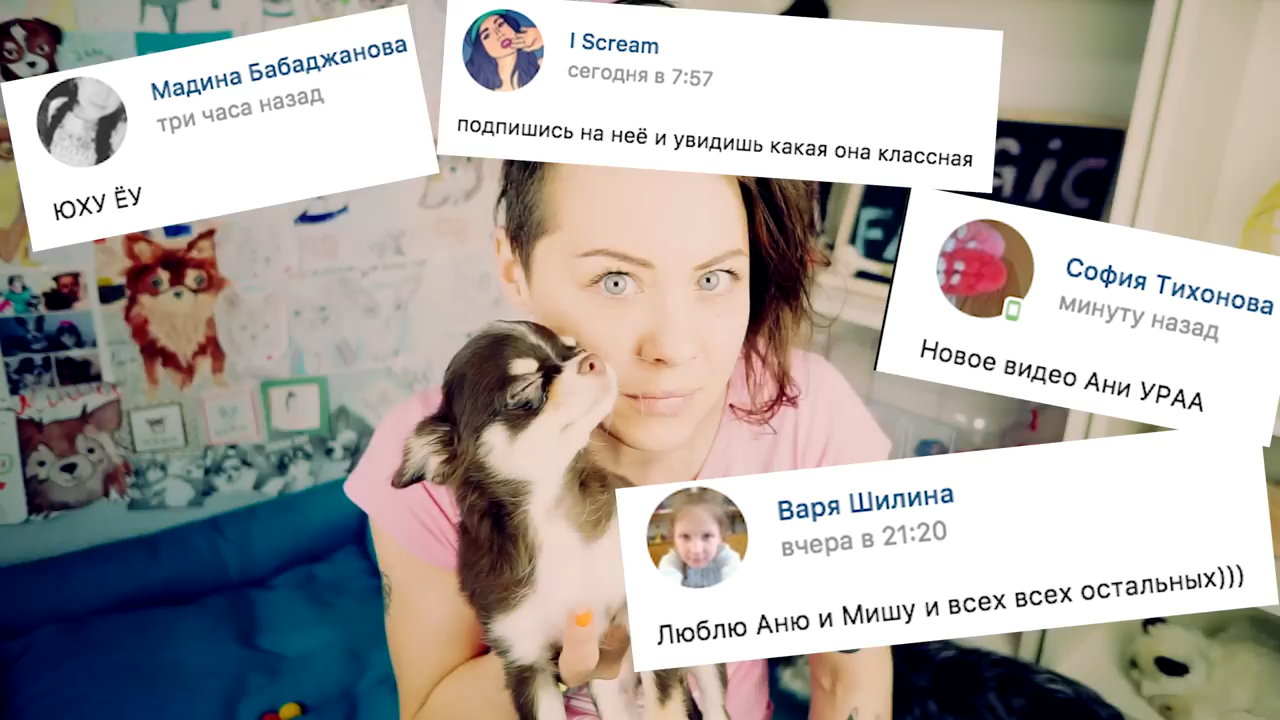 Мадина Бабаджанова
три часа назад
ЮХУ ЁУ
I Scream
сегодня в 7:57
подпишись на неё и увидишь какая она классная
София Тихонова
минуту назад
Новое видео Ани УРАА
Варя Шилина
вчера в 21:20
Люблю Аню и Мишу и всех всех остальных)))